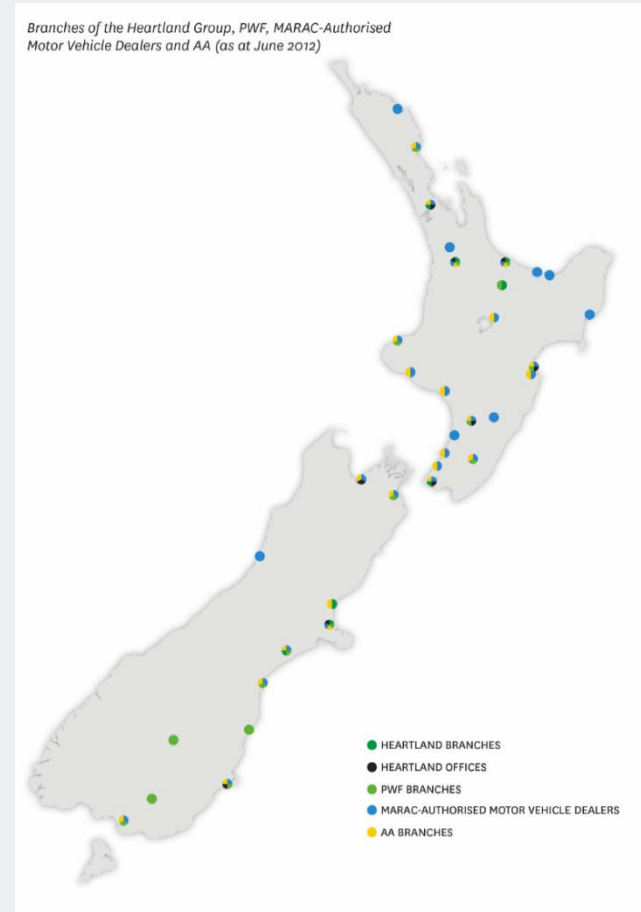 Branches of the Heartland Group, PWF, MARAC-Authorised
Motor Vehicle Dealers and AA (as at June 2012)
HEARTLAND BRANCHES
HEARTLAND OFFICES
PWF BRANCHES
MARAC-AUTHORISED MOTOR VEHICLE DEALERS
AA BRANCHES